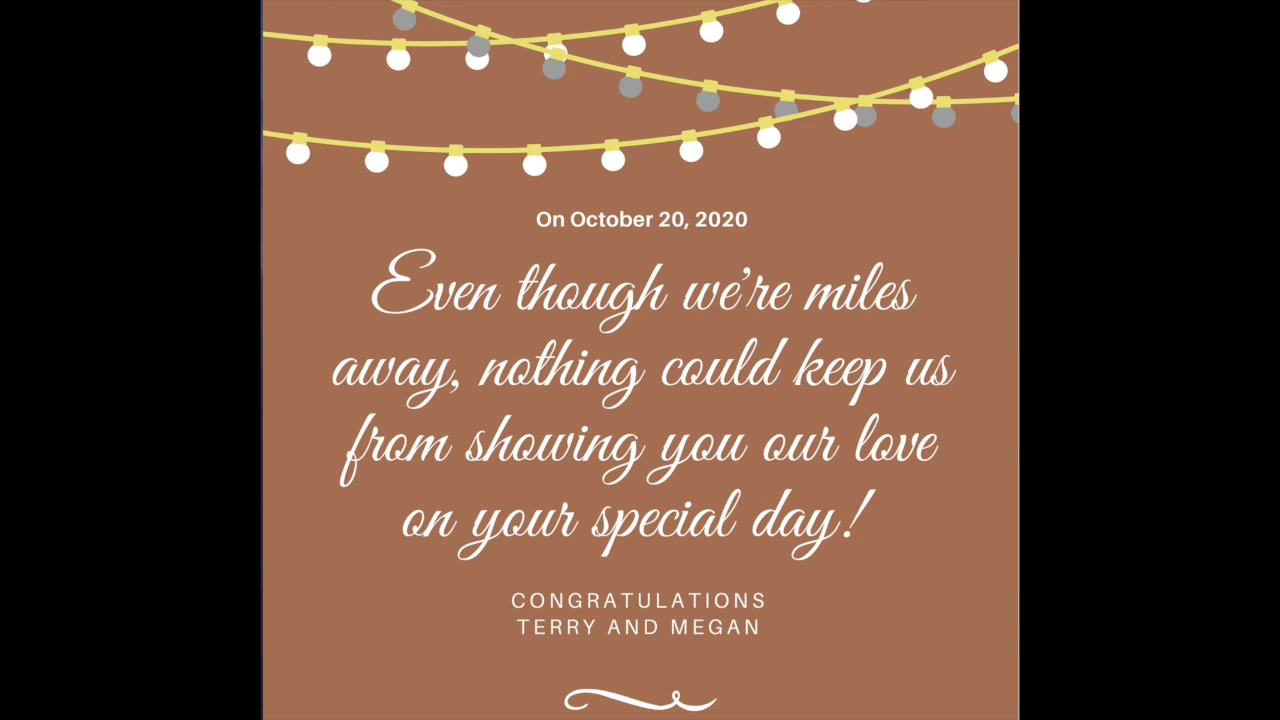 On October 20, 2020
Even though we're miles
away, nothing could keep us
from showing you our love
on your special day!
CONGRATULATIONS
TERRY AND MEGAN